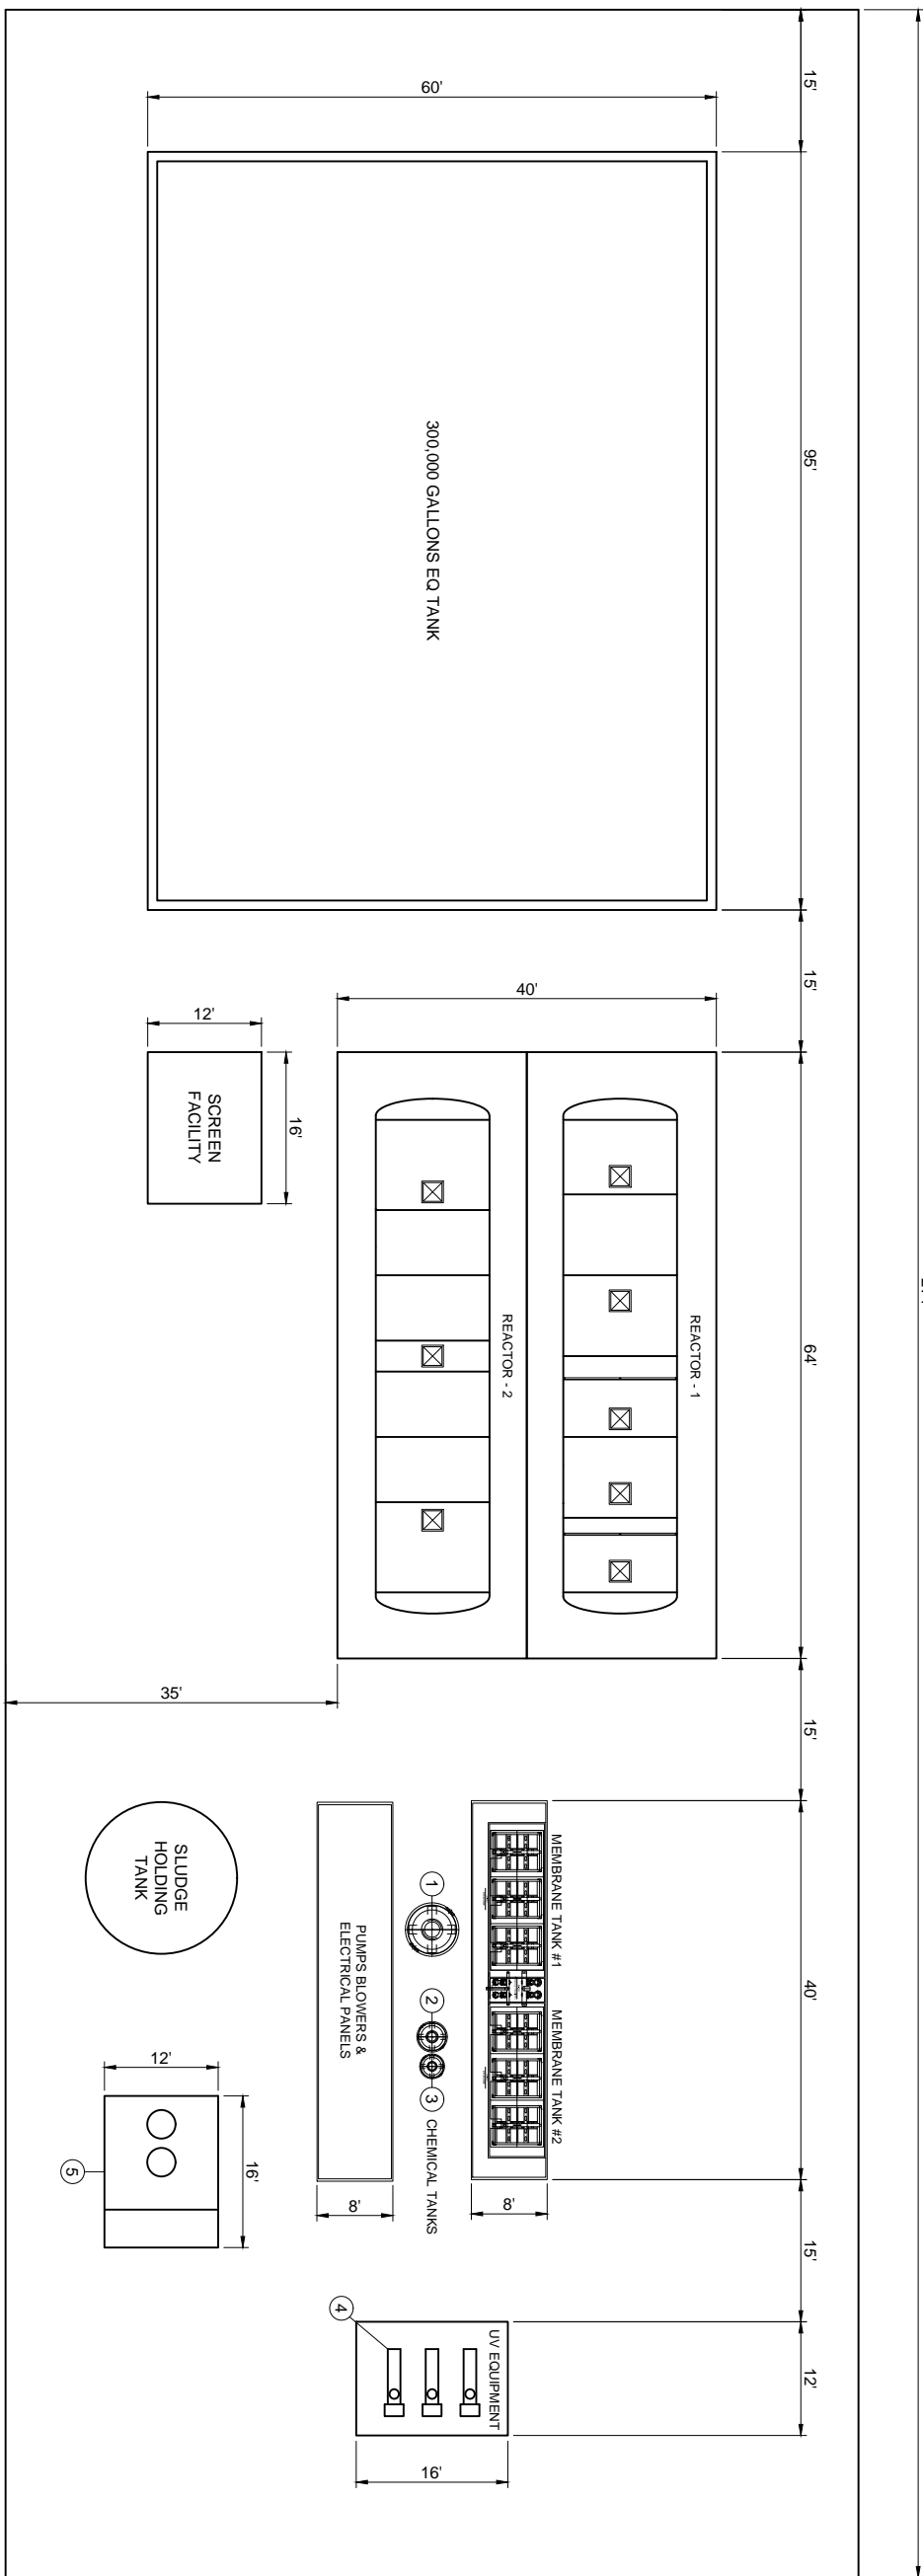 15'
60'
95'
300,000 GALLONS EQ TANK
15'
40'
12'
16'
SCREEN
FACILITY
64'
REACTOR - 1
REACTOR - 2
35'
15'
40'
MEMBRANE TANK #1
MEMBRANE TANK #2
8'
1
2
3
CHEMICAL TANKS
PUMPS BLOWERS &
ELECTRICAL PANELS
8'
SLUDGE
HOLDING
TANK
12'
16'
5
15'
12'
UV EQUIPMENT
4
16'